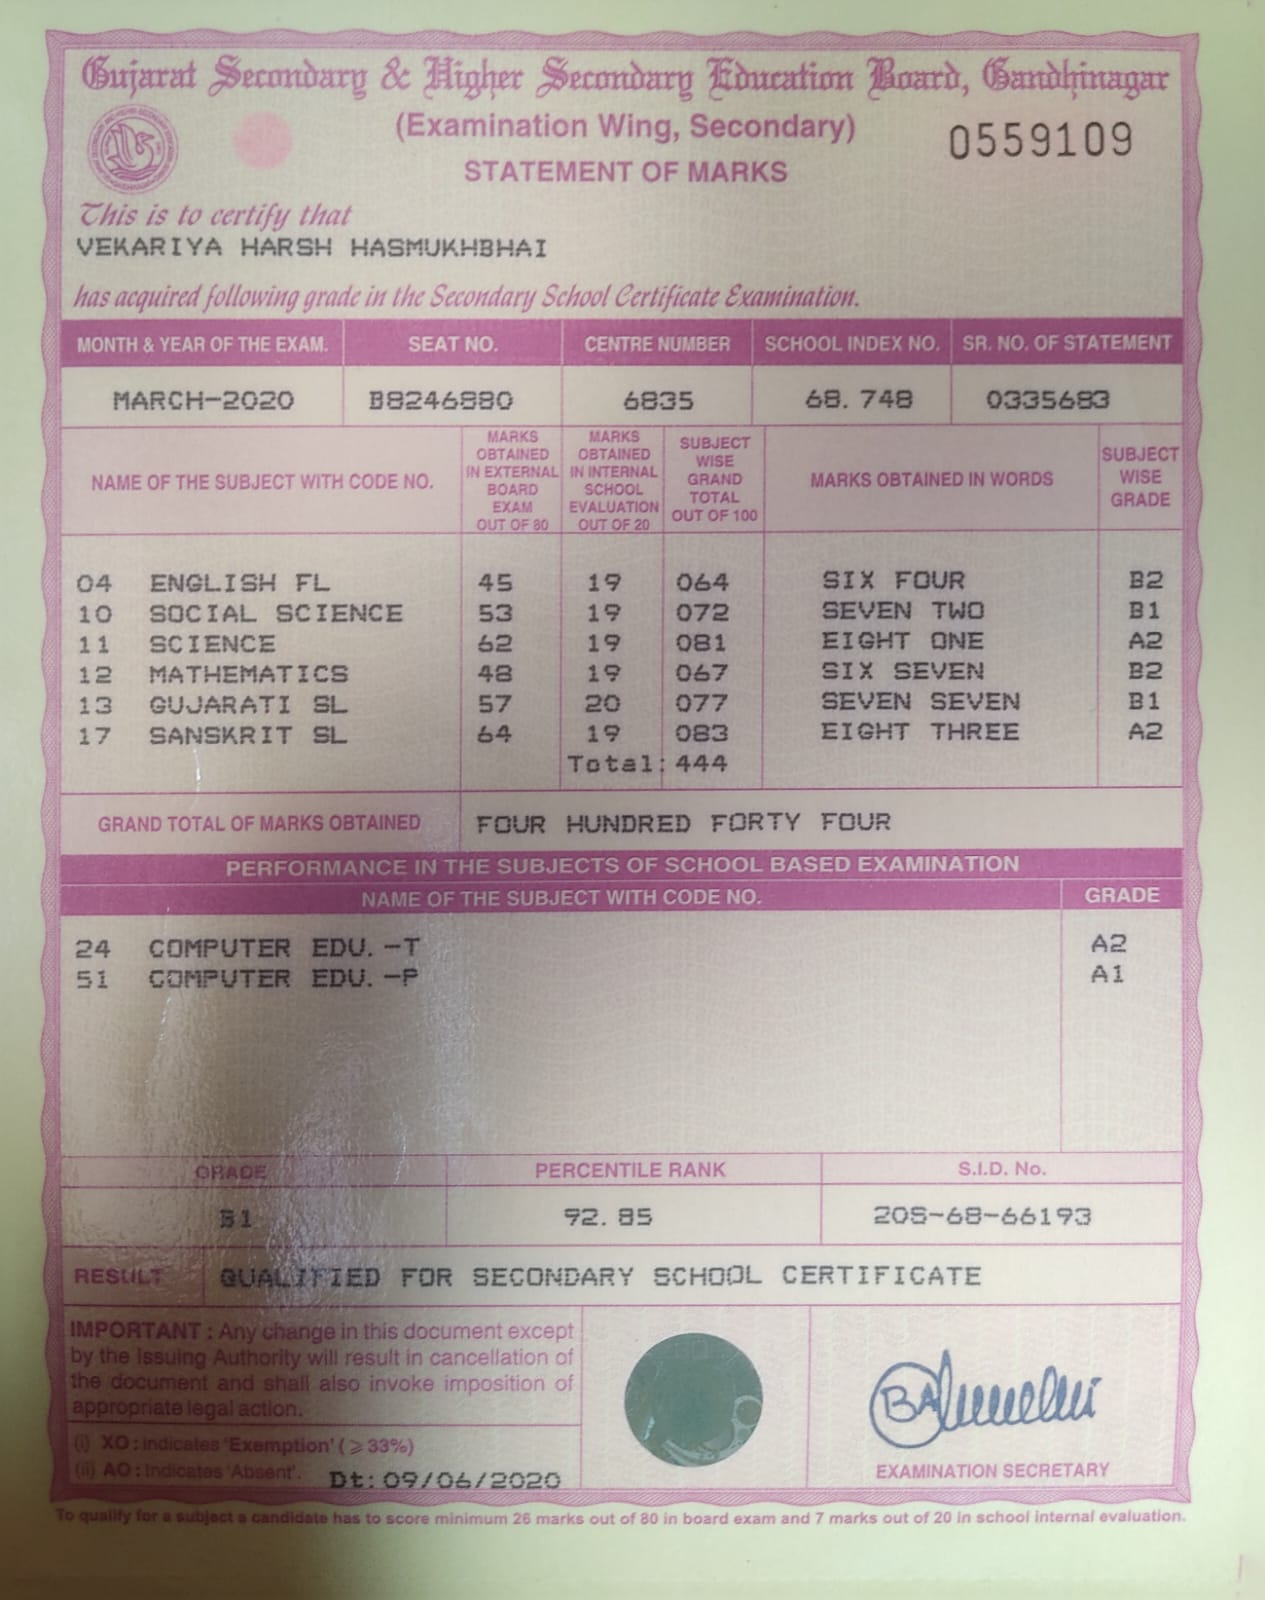 Gujarat Secondary & Higher Secondary Education Board, Gandhinagar
(Examination Wing, Secondary)
0559109
STATEMENT OF MARKS
This is to certify that
VEKARIYA HARSH HASMUKHBHAI
has acquired following grade in the Secondary School Certificate Examination.
MONTH & YEAR OF THE EXAM. SEAT NO. CENTRE NUMBER SCHOOL INDEX NO. SR. NO. OF STATEMENT
MARCH-2020 B8246880 6835 68.748 0335683
NAME OF THE SUBJECT WITH CODE NO. MARKS OBTAINED IN EXTERNAL BOARD EXAM OUT OF 80 MARKS OBTAINED IN INTERNAL SCHOOL EVALUATION OUT OF 20 SUBJECT WISE GRAND TOTAL OUT OF 100 MARKS OBTAINED IN WORDS SUBJECT WISE GRADE
04 ENGLISH FL 45 19 064 SIX FOUR B2
10 SOCIAL SCIENCE 53 19 072 SEVEN TWO B1
11 SCIENCE 62 19 081 EIGHT ONE A2
12 MATHEMATICS 48 19 067 SIX SEVEN B2
13 GUJARATI SL 57 20 077 SEVEN SEVEN B1
17 SANSKRIT SL 64 19 083 EIGHT THREE A2
Total: 444
GRAND TOTAL OF MARKS OBTAINED FOUR HUNDRED FORTY FOUR
PERFORMANCE IN THE SUBJECTS OF SCHOOL BASED EXAMINATION
NAME OF THE SUBJECT WITH CODE NO. GRADE
24 COMPUTER EDU. -T A2
51 COMPUTER EDU. -P A1
GRADE PERCENTILE RANK S.I.D. No.
B1 92.85 20S-68-66193
RESULT QUALIFIED FOR SECONDARY SCHOOL CERTIFICATE
IMPORTANT : Any change in this document except
by the Issuing Authority will result in cancellation of
the document and shall also invoke imposition of
appropriate legal action.
(i) XO : indicates 'Exemption' (⩾ 33%)
(ii) AO : Indicates 'Absent'.
Dt: 09/06/2020
EXAMINATION SECRETARY
To qualify for a subject a candidate has to score minimum 26 marks out of 80 in board exam and 7 marks out of 20 in school internal evaluation.